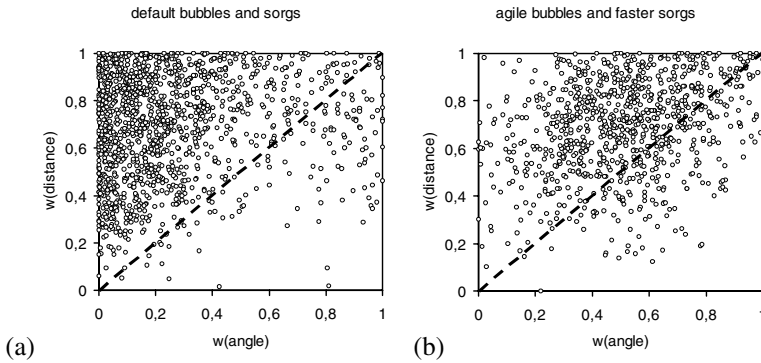 default bubbles and sorgs
1
0,8
0,6
0,4
0,2
0
w(distance)
0 0,2 0,4 0,6 0,8 1
w(angle)
(a)
agile bubbles and faster sorgs
1
0,8
0,6
0,4
0,2
0
w(distance)
0 0,2 0,4 0,6 0,8 1
w(angle)
(b)